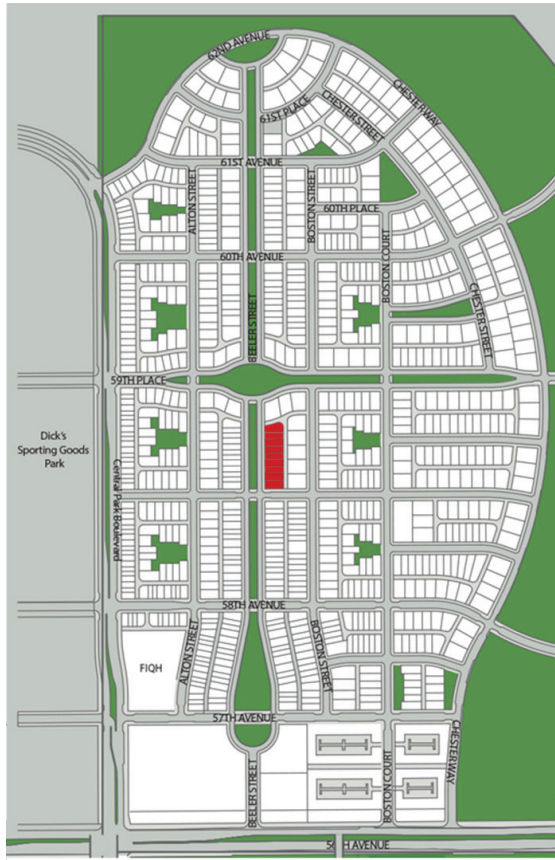 62ND AVENUE
CHESTERWAY
61ST PLACE
CHESTER STREET
61ST AVENUE
ALTON STREET
BOSTON STREET
60TH PLACE
60TH AVENUE
BOSTON COURT
BEELER STREET
CHESTER STREET
59TH PLACE
Dick's
Sporting Goods
Park
Central Park Boulevard
58TH AVENUE
ALTON STREET
BOSTON STREET
FIQH
57TH AVENUE
CHESTERWAY
BEELER STREET
BOSTON COURT
56TH AVENUE